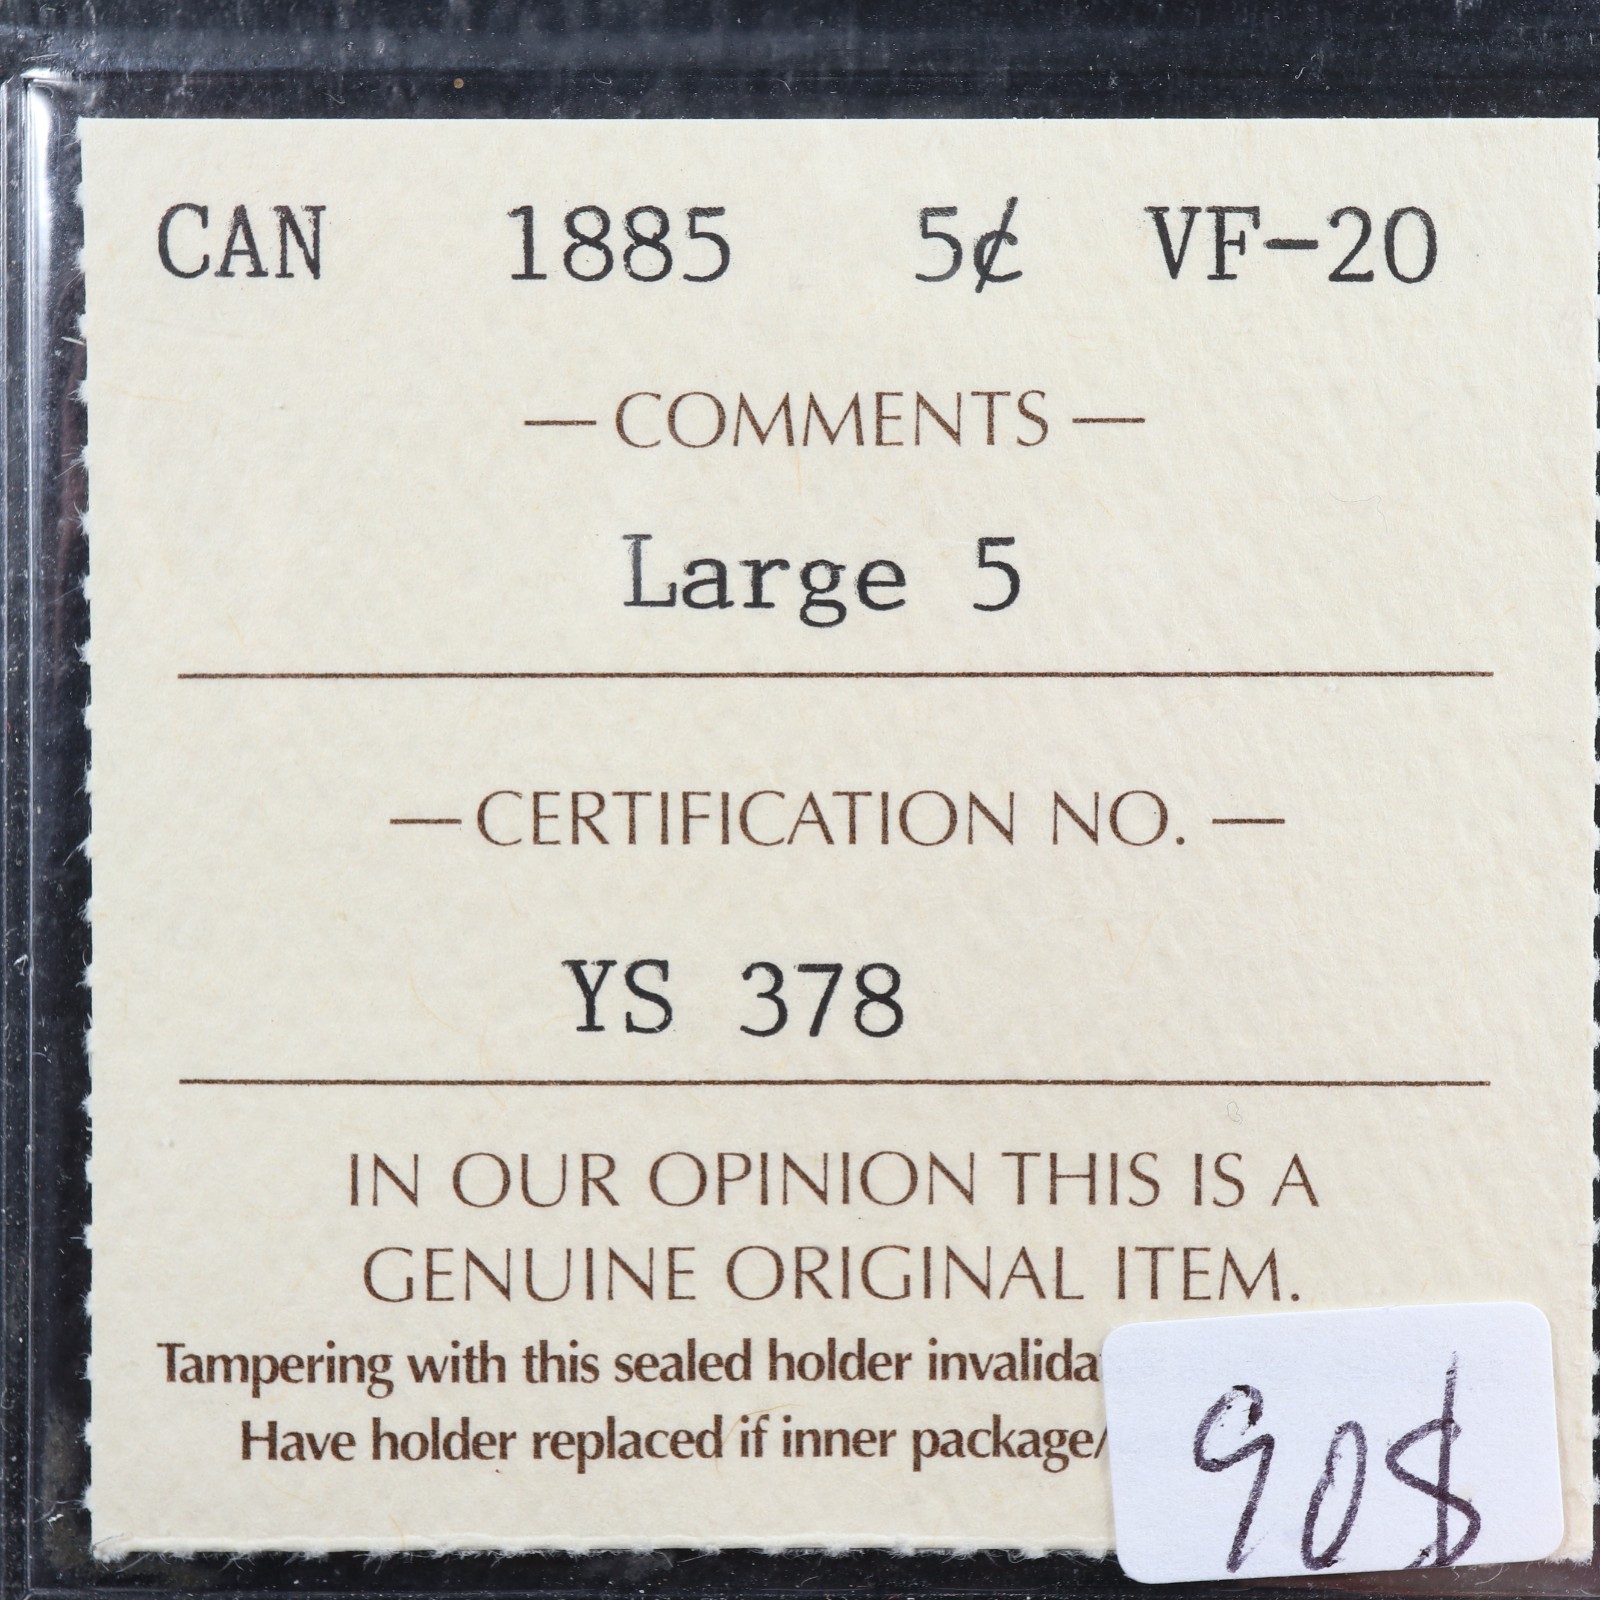 CAN 1885 5¢ VF-20
— COMMENTS —
Large 5
— CERTIFICATION NO. —
YS 378
IN OUR OPINION THIS IS A
GENUINE ORIGINAL ITEM.
Tampering with this sealed holder invalida
Have holder replaced if inner package/
908